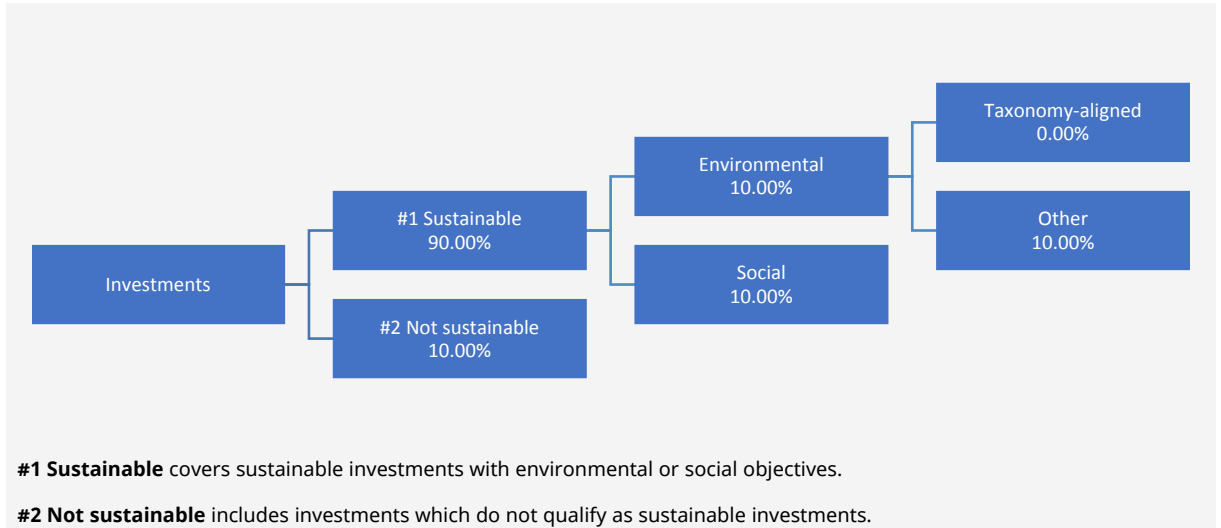 Investments
#1 Sustainable
90.00%
#2 Not sustainable
10.00%
Environmental
10.00%
Social
10.00%
Taxonomy-aligned
0.00%
Other
10.00%
#1 Sustainable covers sustainable investments with environmental or social objectives.
#2 Not sustainable includes investments which do not qualify as sustainable investments.